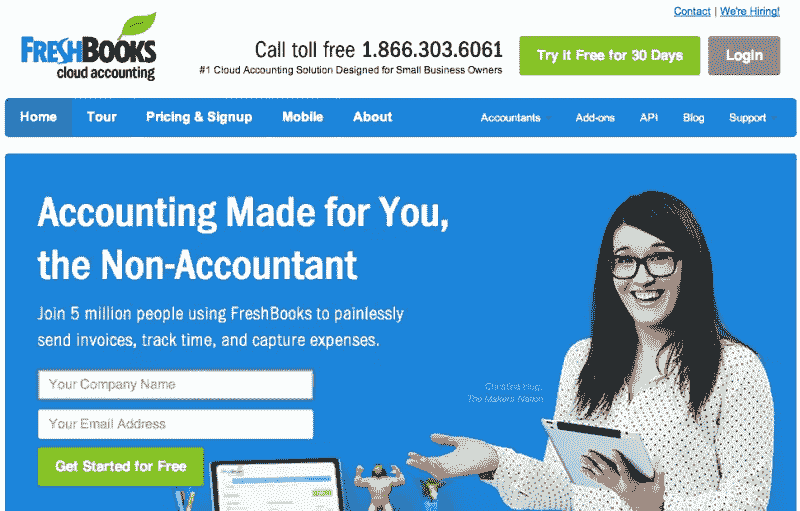 Contact | We're Hiring!
FRESHBOOKS
cloud accounting
Call toll free 1.866.303.6061
#1 Cloud Accounting Solution Designed for Small Business Owners
Try It Free for 30 Days
Login
Home Tour Pricing & Signup Mobile About Accountants Add-ons API Blog Support
Accounting Made for You,
the Non-Accountant
Join 5 million people using FreshBooks to painlessly
send invoices, track time, and capture expenses.
Your Company Name
Your Email Address
Get Started for Free
Christina Hug,
The Makers Nation